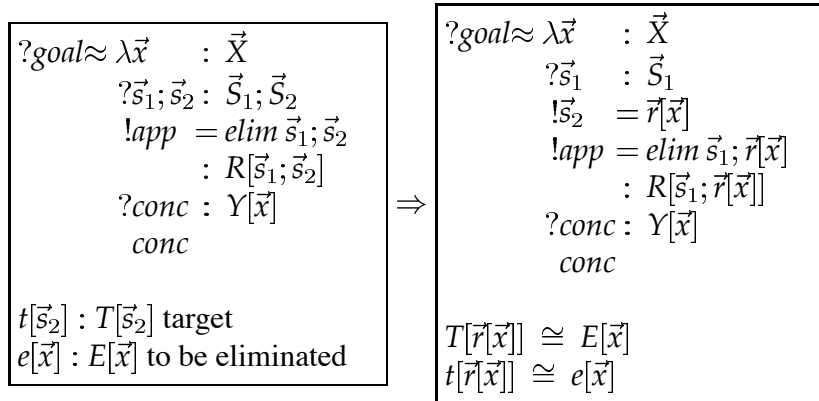 ?goal≈ λx⃗ : X⃗
?s⃗₁;s⃗₂ : S⃗₁;S⃗₂
!app = elim s⃗₁;s⃗₂
: R[s⃗₁;s⃗₂]
?conc : Y[x⃗]
conc
t[s⃗₂] : T[s⃗₂] target
e[x⃗] : E[x⃗] to be eliminated
⇒
?goal≈ λx⃗ : X⃗
?s⃗₁ : S⃗₁
!s⃗₂ = r⃗[x⃗]
!app = elim s⃗₁;r⃗[x⃗]
: R[s⃗₁;r⃗[x⃗]]
?conc : Y[x⃗]
conc
T[r⃗[x⃗]] ≅ E[x⃗]
t[r⃗[x⃗]] ≅ e[x⃗]